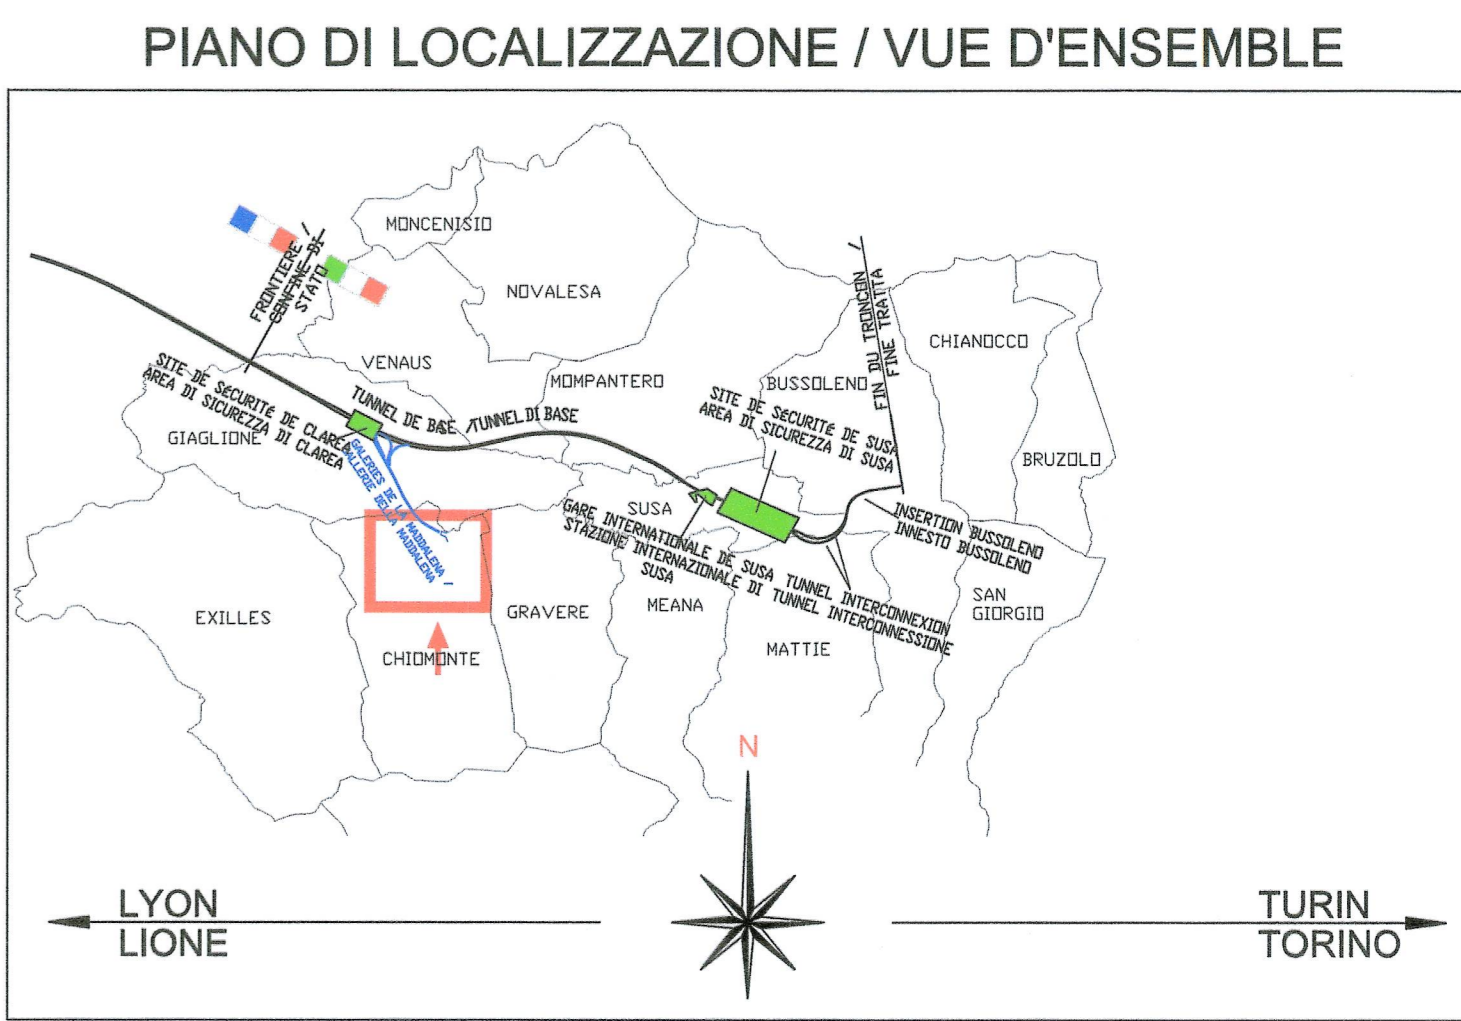 PIANO DI LOCALIZZAZIONE / VUE D'ENSEMBLE
MONCENISIO
FRONTIERE /
CONFINE DI
STATO
NOVALESA
FIN DU TRONCON /
FINE TRATTA
CHIANOCCO
VENAUS
MOMPANTERO
BUSSOLENO
SITE DE SÉCURITÉ DE CLAREA
AREA DI SICUREZZA DI CLAREA
TUNNEL DE BASE /TUNNEL DI BASE
SITE DE SÉCURITÉ DE SUSA
AREA DI SICUREZZA DI SUSA
GIAGLIONE
BRUZOLO
GALERIES DE LA MADDALENA /
GALLERIE DELLA MADDALENA
SUSA
GARE INTERNATIONALE DE SUSA
STAZIONE INTERNAZIONALE DI
SUSA
INSERTION BUSSOLENO
INNESTO BUSSOLENO
TUNNEL INTERCONNEXION
TUNNEL INTERCONNESSIONE
EXILLES
GRAVERE
MEANA
SAN
GIORGIO
MATTIE
CHIOMONTE
N
LYON
LIONE
TURIN
TORINO